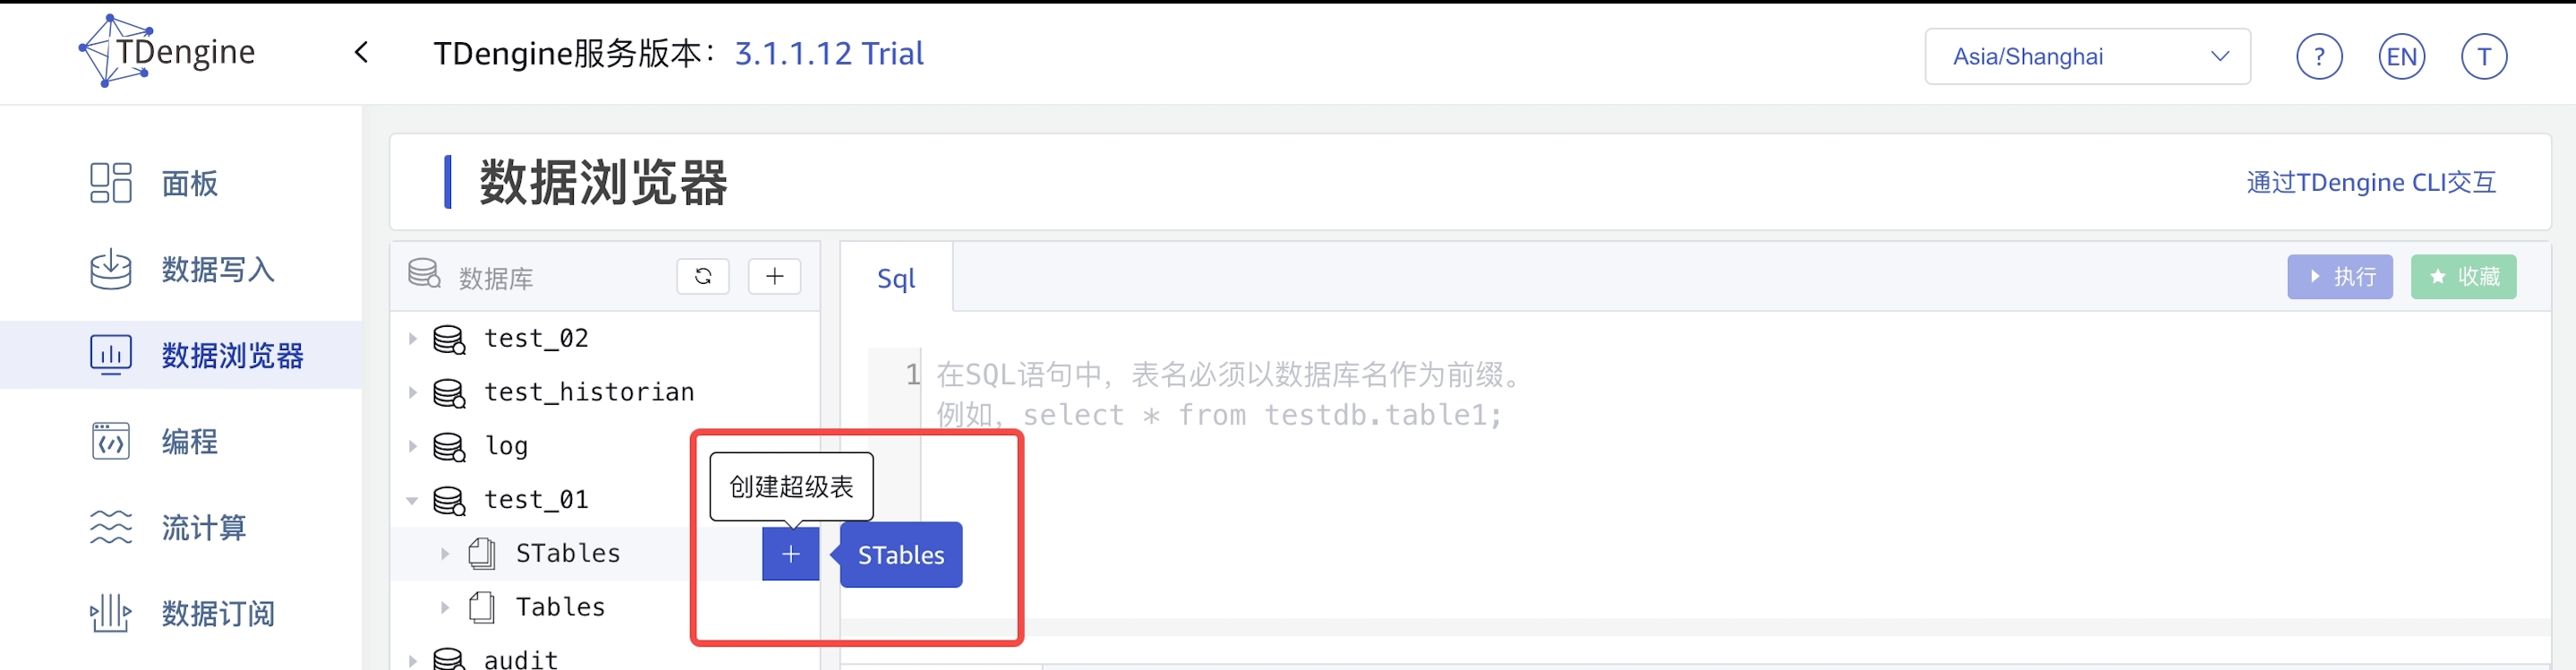 TDengine
TDengine服务版本：3.1.1.12 Trial
Asia/Shanghai
?
EN
T
面板
数据写入
数据浏览器
编程
流计算
数据订阅
数据浏览器
通过TDengine CLI交互
数据库
test_02
test_historian
log
test_01
STables
Tables
audit
Sql
执行
收藏
1 在SQL语句中，表名必须以数据库名作为前缀。
例如，select * from testdb.table1;
创建超级表
STables